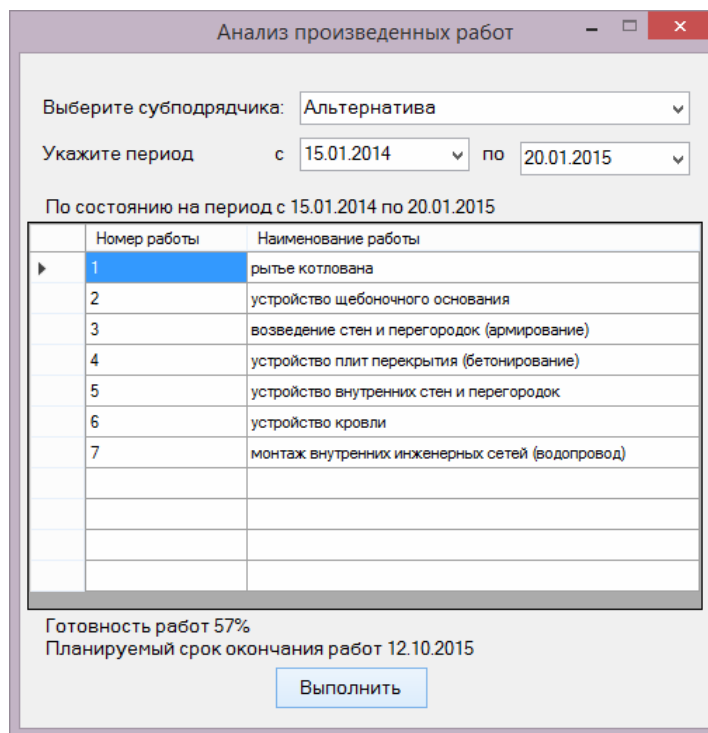 Анализ произведенных работ
Выберите субподрядчика: Альтернатива
Укажите период с 15.01.2014 по 20.01.2015
По состоянию на период с 15.01.2014 по 20.01.2015
Номер работы Наименование работы
1 рытье котлована
2 устройство щебоночного основания
3 возведение стен и перегородок (армирование)
4 устройство плит перекрытия (бетонирование)
5 устройство внутренних стен и перегородок
6 устройство кровли
7 монтаж внутренних инженерных сетей (водопровод)
Готовность работ 57%
Планируемый срок окончания работ 12.10.2015
Выполнить